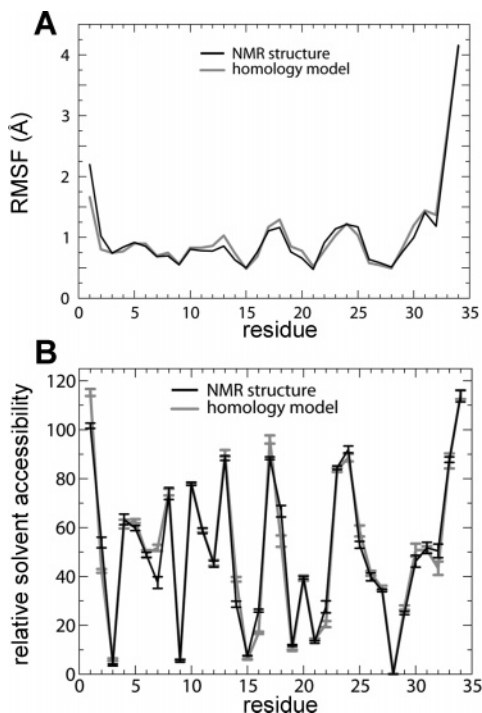 A
NMR structure
homology model
RMSF (Å)
4
3
2
1
0
0 5 10 15 20 25 30 35
residue
B
NMR structure
homology model
relative solvent accessibility
120
100
80
60
40
20
0
0 5 10 15 20 25 30 35
residue